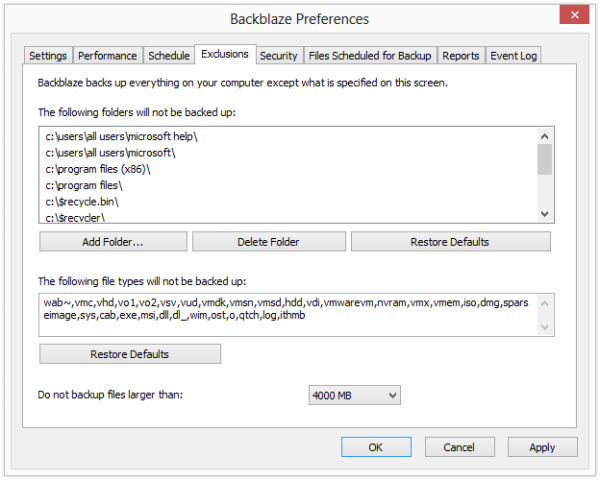 Backblaze Preferences
Settings Performance Schedule Exclusions Security Files Scheduled for Backup Reports Event Log
Backblaze backs up everything on your computer except what is specified on this screen.
The following folders will not be backed up:
c:\users\all users\microsoft help\
c:\users\all users\microsoft\
c:\program files (x86)\
c:\program files\
c:\$recycle.bin\
c:\$recycler\
Add Folder... Delete Folder Restore Defaults
The following file types will not be backed up:
wab~,vmc,vhd,vo1,vo2,vsv,vud,vmdk,vmsn,vmsd,hdd,vdi,vmwarevm,nvram,vmx,vmem,iso,dmg,spars
eimage,sys,cab,exe,msi,dll,dl_,wim,ost,o,qtch,log,ithmb
Restore Defaults
Do not backup files larger than: 4000 MB
OK Cancel Apply